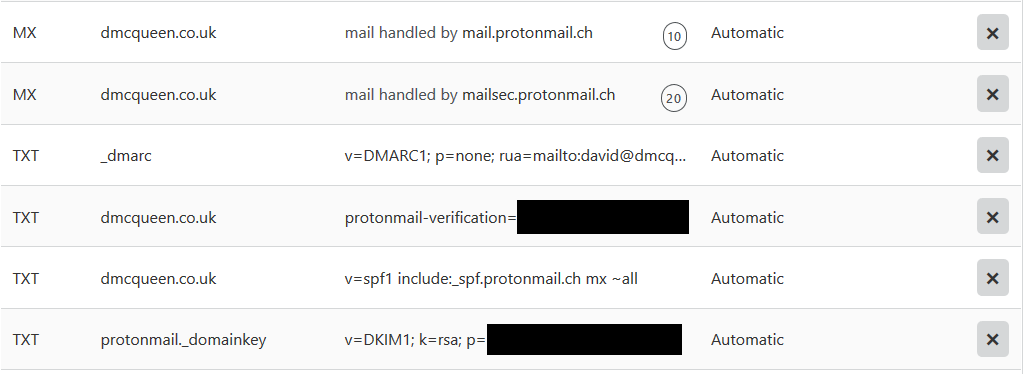 MX dmcqueen.co.uk mail handled by mail.protonmail.ch 10 Automatic
MX dmcqueen.co.uk mail handled by mailsec.protonmail.ch 20 Automatic
TXT _dmarc v=DMARC1; p=none; rua=mailto:david@dmcq... Automatic
TXT dmcqueen.co.uk protonmail-verification= Automatic
TXT dmcqueen.co.uk v=spf1 include:_spf.protonmail.ch mx ~all Automatic
TXT protonmail._domainkey v=DKIM1; k=rsa; p= Automatic